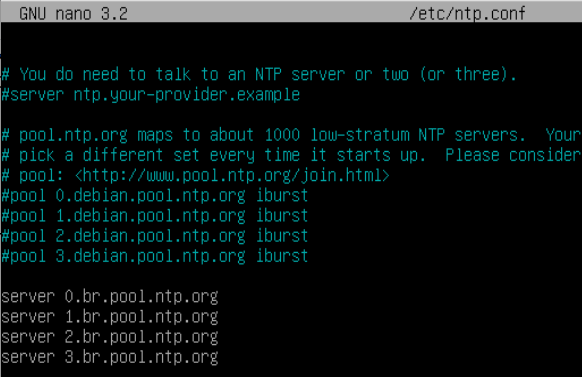 GNU nano 3.2 /etc/ntp.conf
# You do need to talk to an NTP server or two (or three).
#server ntp.your-provider.example
# pool.ntp.org maps to about 1000 low-stratum NTP servers.  Your
# pick a different set every time it starts up.  Please consider
# pool: <http://www.pool.ntp.org/join.html>
#pool 0.debian.pool.ntp.org iburst
#pool 1.debian.pool.ntp.org iburst
#pool 2.debian.pool.ntp.org iburst
#pool 3.debian.pool.ntp.org iburst
server 0.br.pool.ntp.org
server 1.br.pool.ntp.org
server 2.br.pool.ntp.org
server 3.br.pool.ntp.org